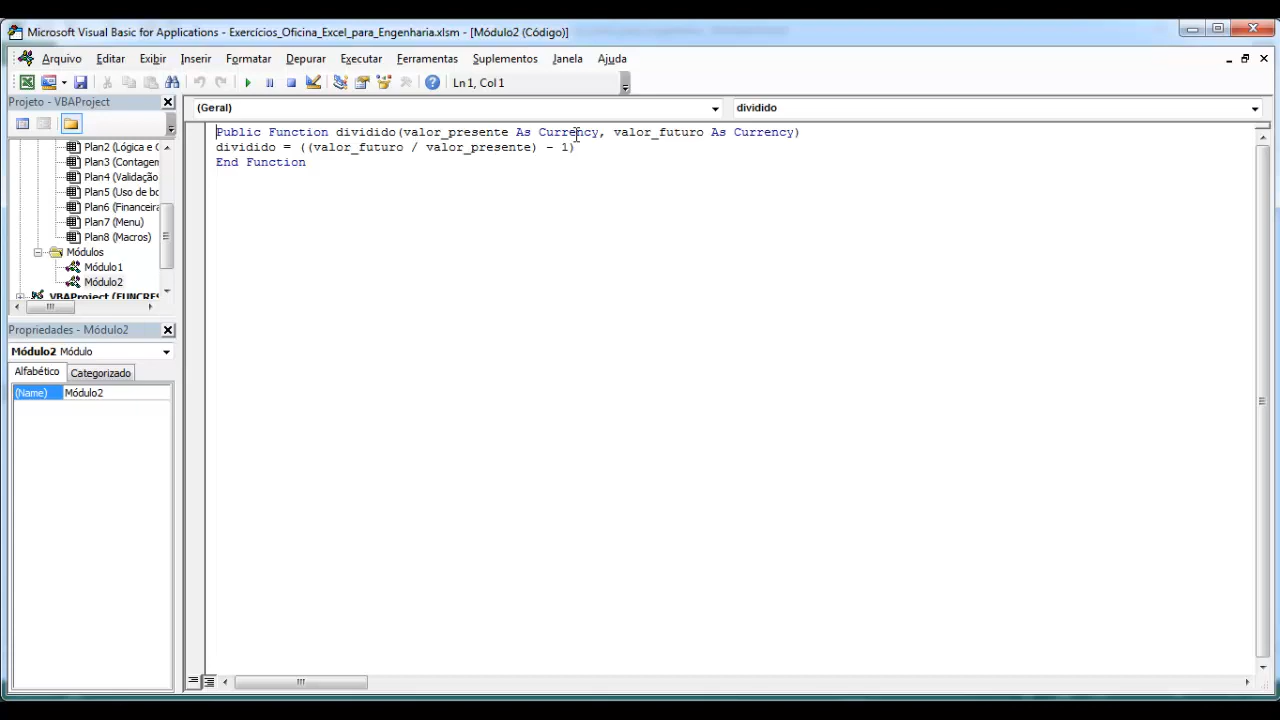 Microsoft Visual Basic for Applications - Exercícios_Oficina_Excel_para_Engenharia.xlsm - [Módulo2 (Código)]
Arquivo Editar Exibir Inserir Formatar Depurar Executar Ferramentas Suplementos Janela Ajuda
Ln 1, Col 1
Projeto - VBAProject
(Geral)
dividido
Plan2 (Lógica e C
Plan3 (Contagem
Plan4 (Validação
Plan5 (Uso de bo
Plan6 (Financeira
Plan7 (Menu)
Plan8 (Macros)
Módulos
Módulo1
Módulo2
VBAProject (FUNCRES
Public Function dividido(valor_presente As Currency, valor_futuro As Currency)
dividido = ((valor_futuro / valor_presente) - 1)
End Function
Propriedades - Módulo2
Módulo2 Módulo
Alfabético Categorizado
(Name) Módulo2